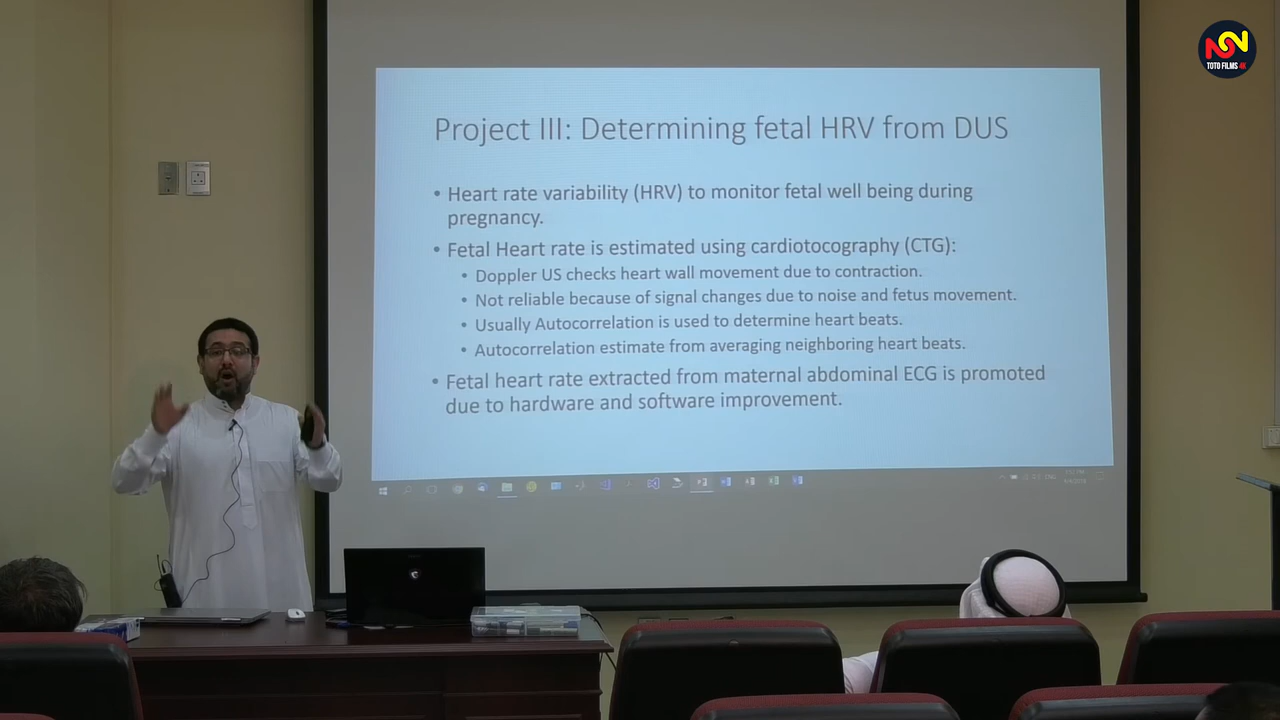 TOTO FILMS 4K
Project III: Determining fetal HRV from DUS
• Heart rate variability (HRV) to monitor fetal well being during
pregnancy.
• Fetal Heart rate is estimated using cardiotocography (CTG):
• Doppler US checks heart wall movement due to contraction.
• Not reliable because of signal changes due to noise and fetus movement.
• Usually Autocorrelation is used to determine heart beats.
• Autocorrelation estimate from averaging neighboring heart beats.
• Fetal heart rate extracted from maternal abdominal ECG is promoted
due to hardware and software improvement.
ENG